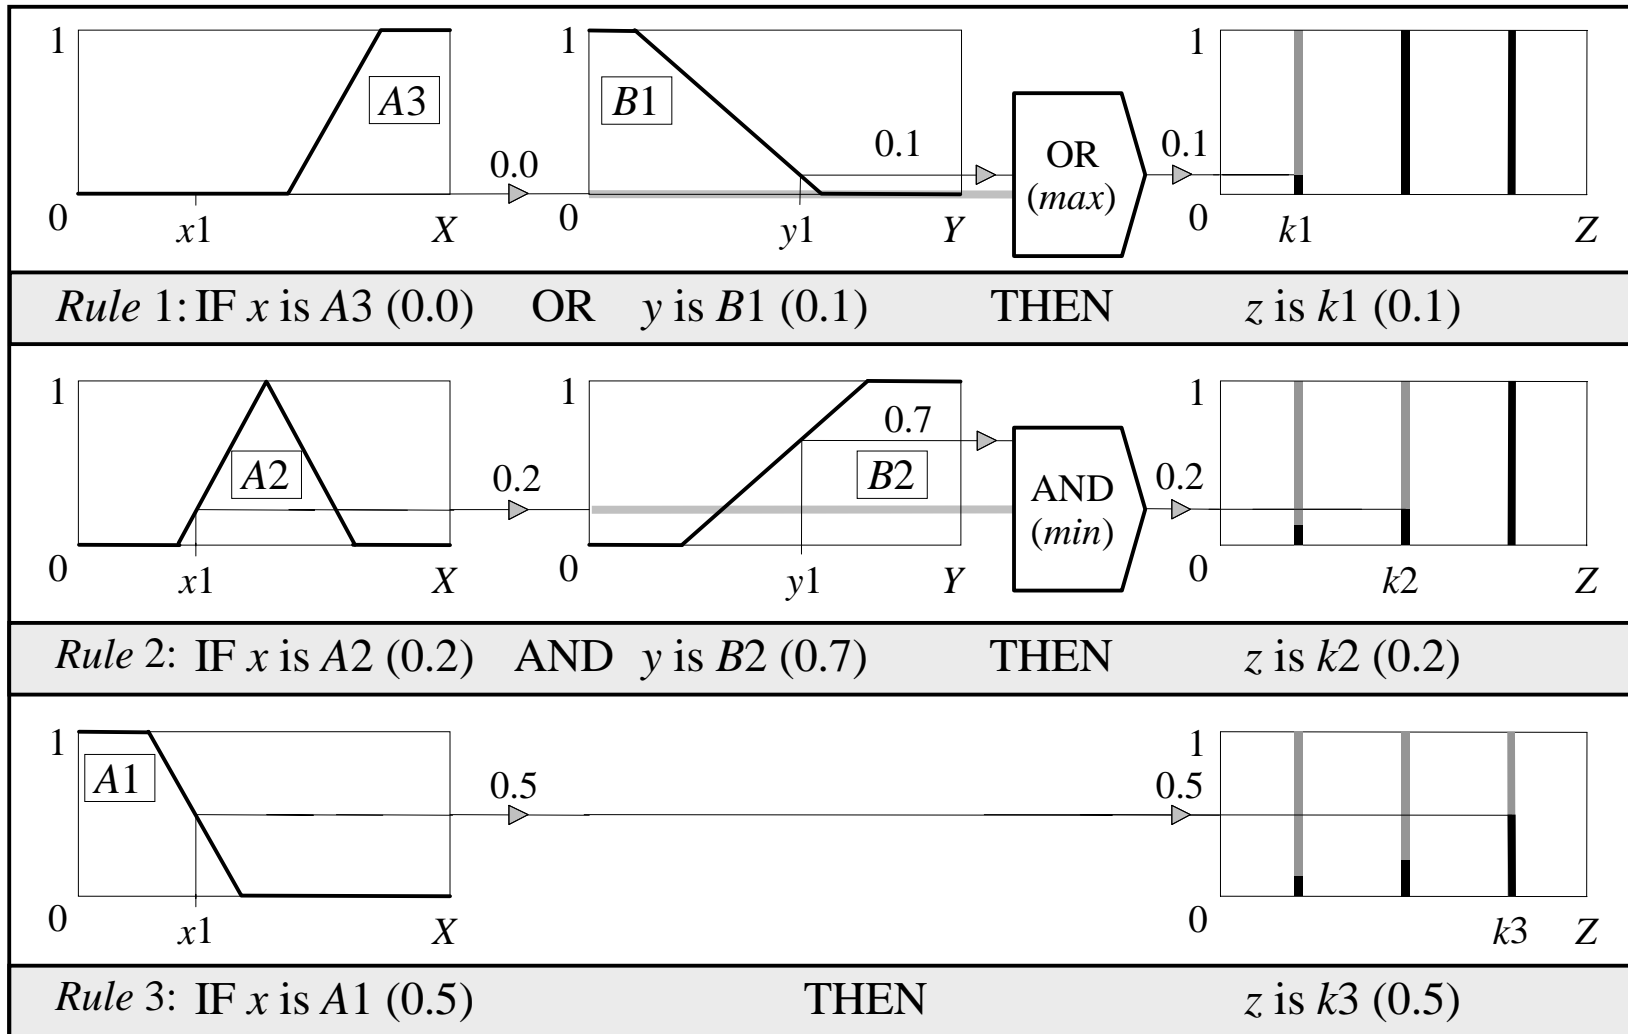 1 A3 0 x1 X 0.0
1 B1 0.1 0 y1 Y
OR
(max)
0.1
1 0 k1 Z
Rule 1: IF x is A3 (0.0) OR y is B1 (0.1) THEN z is k1 (0.1)
1 A2 0 x1 X 0.2
1 0.7 B2 0 y1 Y
AND
(min)
0.2
1 0 k2 Z
Rule 2: IF x is A2 (0.2) AND y is B2 (0.7) THEN z is k2 (0.2)
1 A1 0 x1 X 0.5
0.5
1 0 k3 Z
Rule 3: IF x is A1 (0.5) THEN z is k3 (0.5)